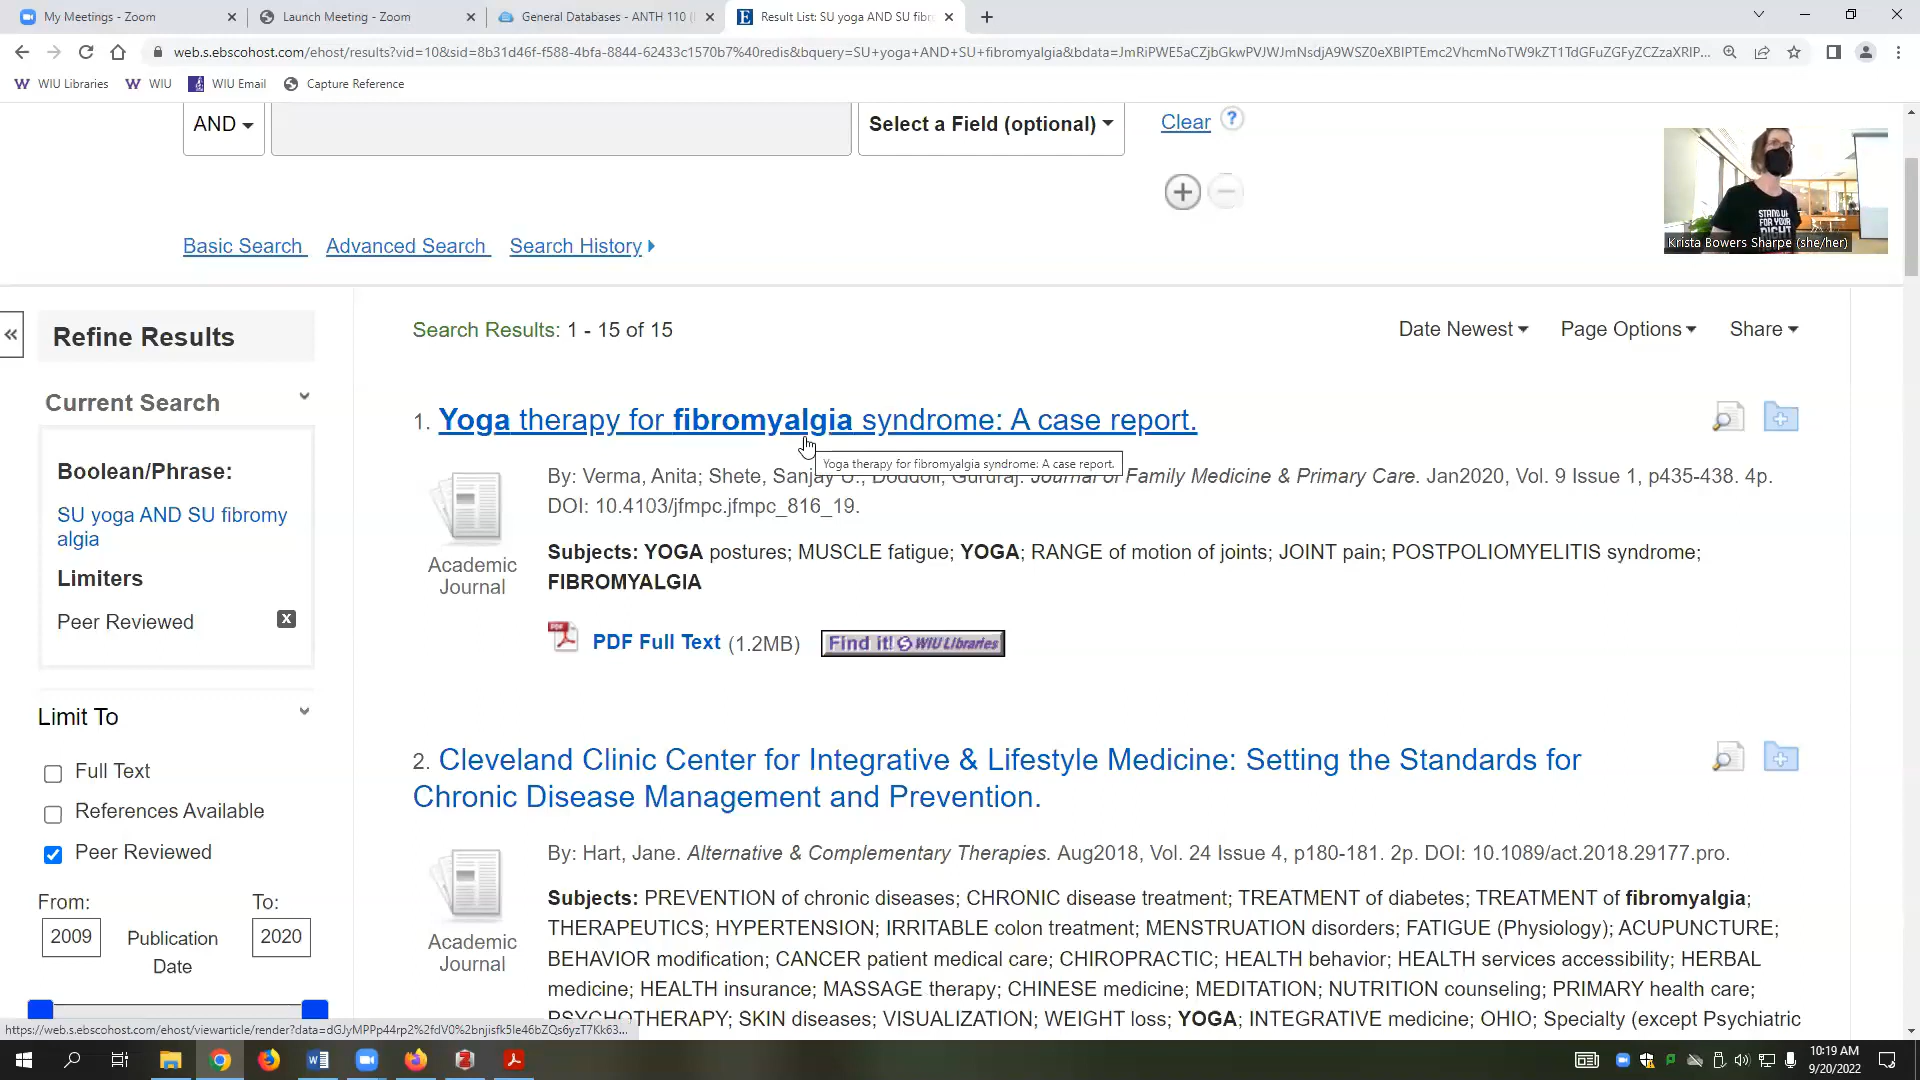 My Meetings - Zoom
Launch Meeting - Zoom
General Databases - ANTH 110 (
Result List: SU yoga AND SU fibro
web.s.ebscohost.com/ehost/results?vid=10&sid=8b31d46f-f588-4bfa-8844-62433c1570b7%40redis&bquery=SU+yoga+AND+SU+fibromyalgia&bdata=
WIU Libraries
WIU
WIU Email
Capture Reference
AND
Select a Field (optional)
Clear
?
Basic Search Advanced Search Search History
STAND UP
FOR YOUR
RIGHT
Krista Bowers Sharpe (she/her)
Refine Results
Current Search
Boolean/Phrase:
SU yoga AND SU fibromy
algia
Limiters
Peer Reviewed
Limit To
Full Text
References Available
Peer Reviewed
From:
To:
2009
Publication
Date
2020
Search Results: 1 - 15 of 15
Date Newest
Page Options
Share
1. Yoga therapy for fibromyalgia syndrome: A case report.
Yoga therapy for fibromyalgia syndrome: A case report.
By: Verma, Anita; Shete, Sanjay U.; Doddoli, Gururaj. Journal of Family Medicine & Primary Care. Jan2020, Vol. 9 Issue 1, p435-438. 4p.
DOI: 10.4103/jfmpc.jfmpc_816_19.
Academic
Journal
Subjects: YOGA postures; MUSCLE fatigue; YOGA; RANGE of motion of joints; JOINT pain; POSTPOLIOMYELITIS syndrome;
FIBROMYALGIA
PDF Full Text (1.2MB)
Find it! WIU Libraries
2. Cleveland Clinic Center for Integrative & Lifestyle Medicine: Setting the Standards for
Chronic Disease Management and Prevention.
By: Hart, Jane. Alternative & Complementary Therapies. Aug2018, Vol. 24 Issue 4, p180-181. 2p. DOI: 10.1089/act.2018.29177.pro.
Academic
Journal
Subjects: PREVENTION of chronic diseases; CHRONIC disease treatment; TREATMENT of diabetes; TREATMENT of fibromyalgia;
THERAPEUTICS; HYPERTENSION; IRRITABLE colon treatment; MENSTRUATION disorders; FATIGUE (Physiology); ACUPUNCTURE;
BEHAVIOR modification; CANCER patient medical care; CHIROPRACTIC; HEALTH behavior; HEALTH services accessibility; HERBAL
medicine; HEALTH insurance; MASSAGE therapy; CHINESE medicine; MEDITATION; NUTRITION counseling; PRIMARY health care;
PSYCHOTHERAPY; SKIN diseases; VISUALIZATION; WEIGHT loss; YOGA; INTEGRATIVE medicine; OHIO; Specialty (except Psychiatric
10:19 AM
9/20/2022